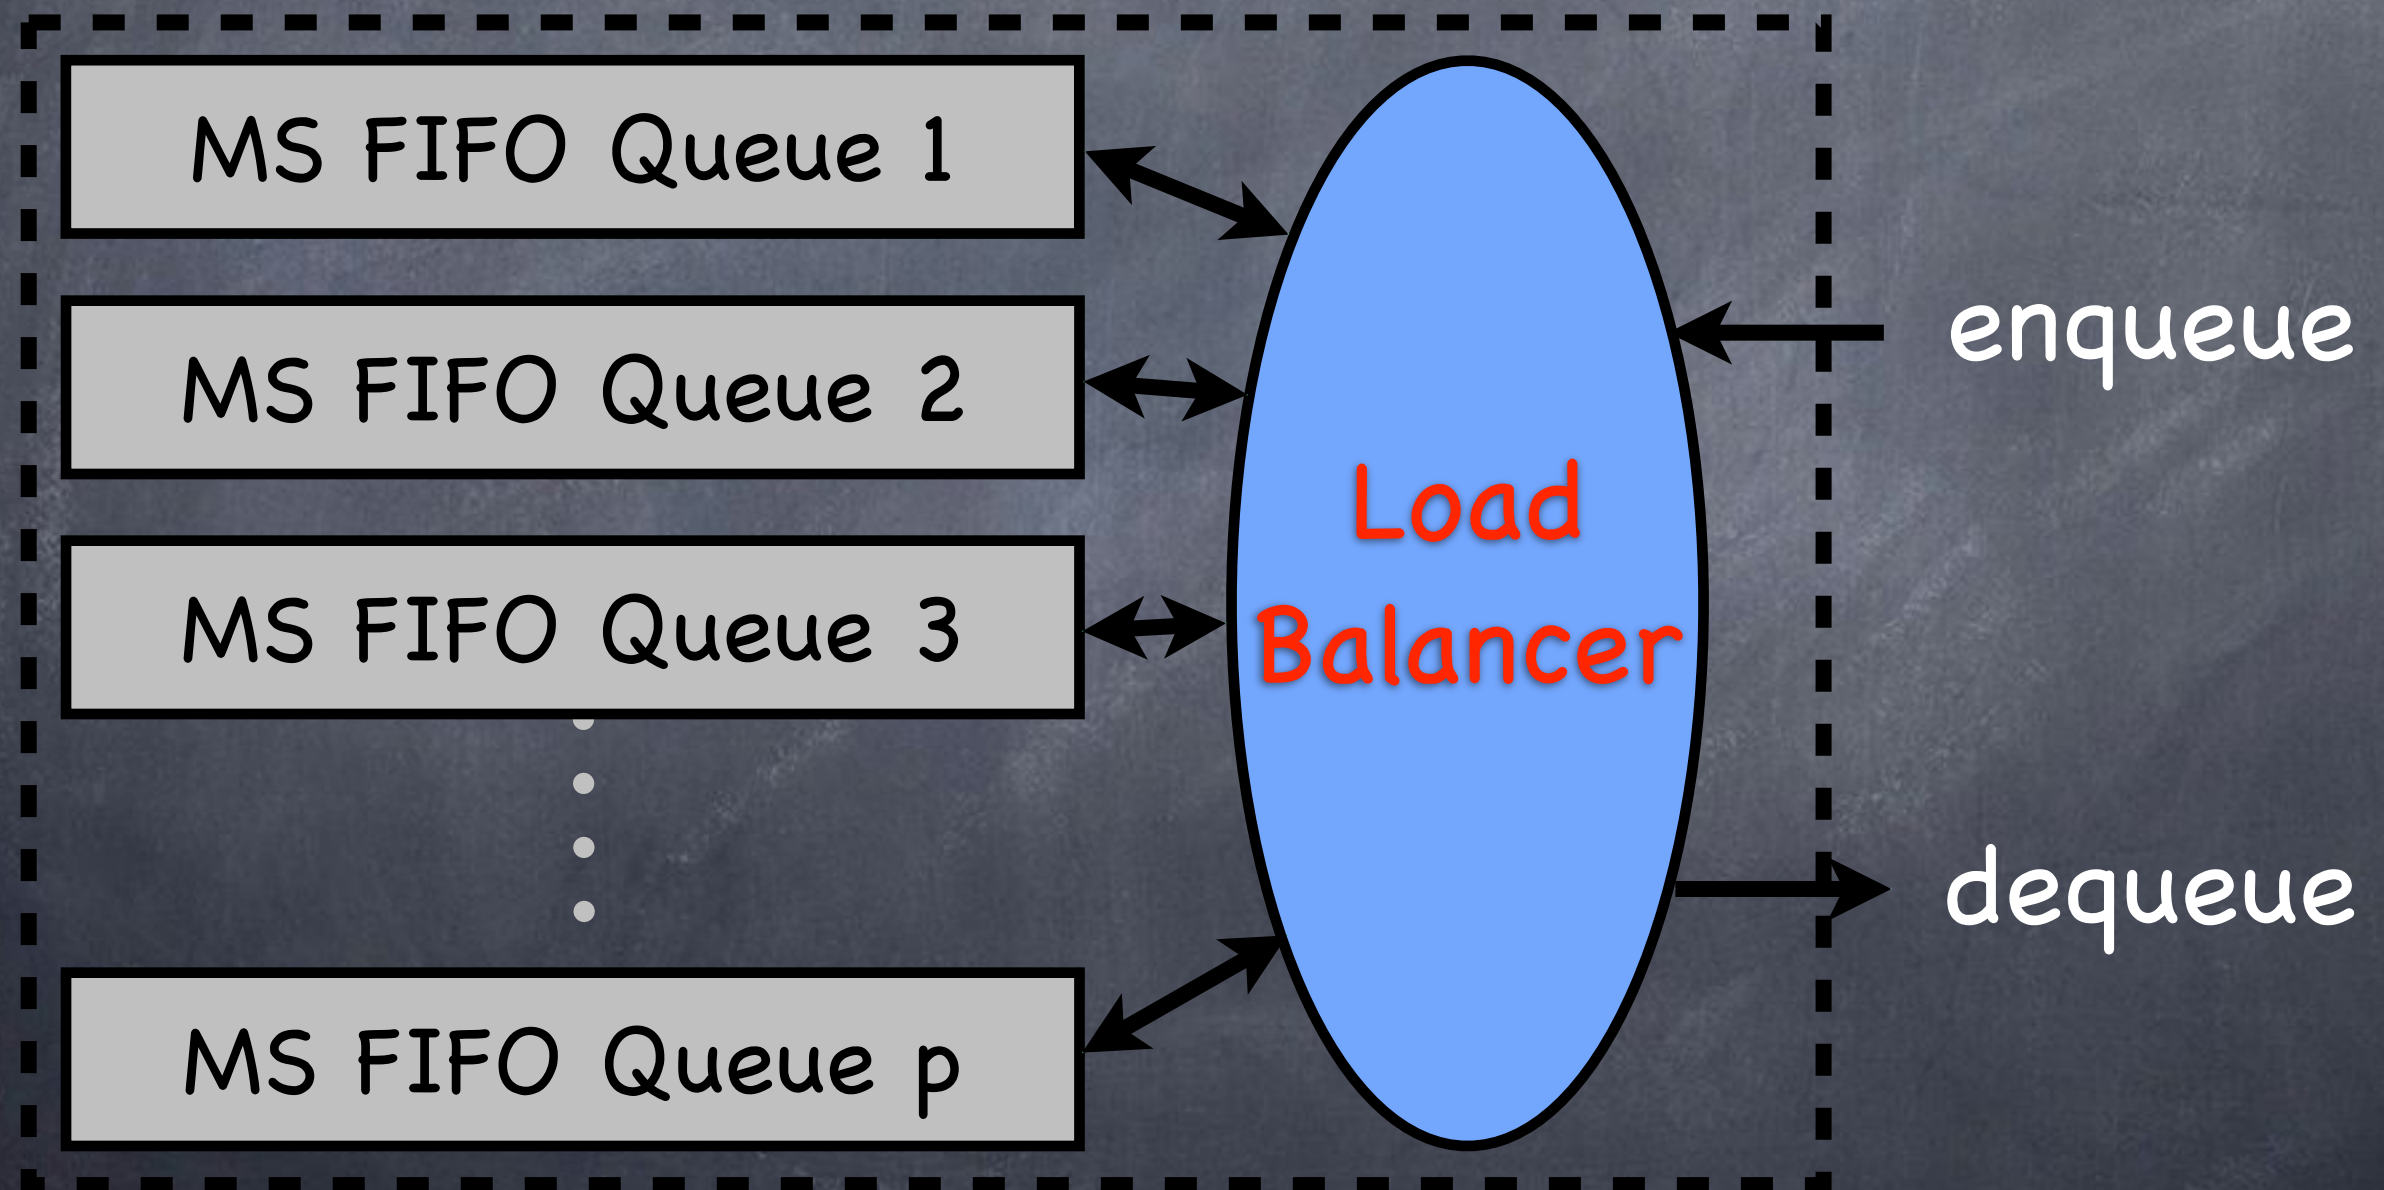 MS FIFO Queue 1
MS FIFO Queue 2
MS FIFO Queue 3
MS FIFO Queue p
Load
Balancer
enqueue
dequeue